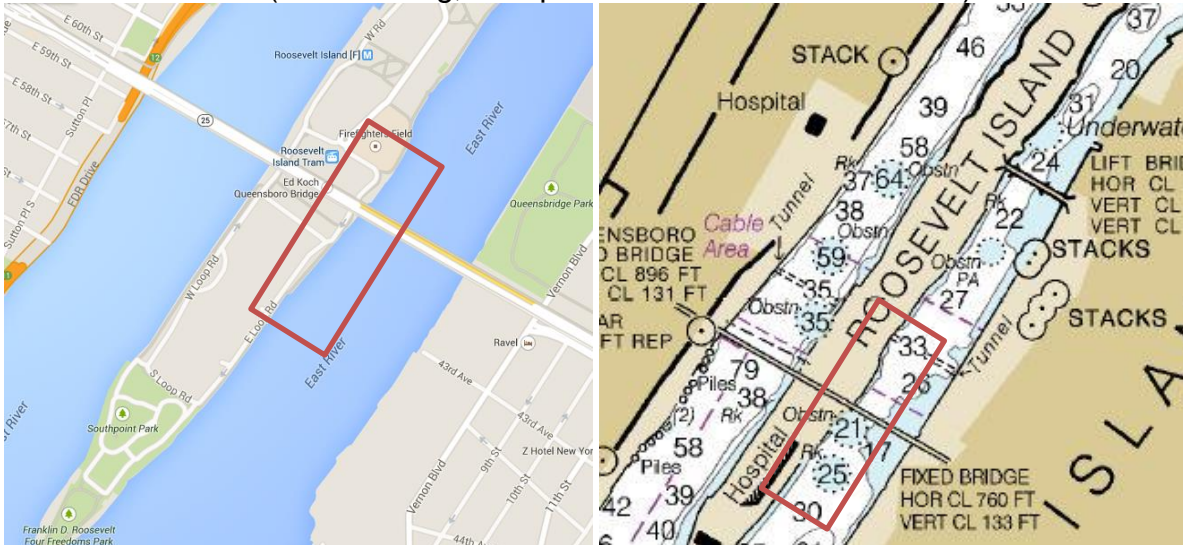 E 60th St
E 59th St
E 58th St
Sutton Pl
Sutton Pl S
FDR Drive
12
25
W Rd
Roosevelt Island [F] M
Firefighters Field
Roosevelt
Island Tram
Ed Koch
Queensboro Bridge
East River
Queensbridge Park
Vernon Blvd
W Loop Rd
E Loop Rd
East River
Ravel
43rd Ave
43rd Ave
S Loop Rd
Southpoint Park
Vernon Blvd
9th St
10th St
11th St
Z Hotel New Yor
44th Ave
Franklin D. Roosevelt
Four Freedoms Park
STACK
46
37
20
Hospital
39
31
58
Underwate
Rk
37
64
Obstn
24
LIFT BRID
HOR CL
VERT CL
VERT CL
Tunnel
38
Obstn
Rk
22
Cable
Area
ENSBORO
D BRIDGE
CL 896 FT
CL 131 FT
59
STACKS
Obstn
PA
35
27
Obstn
35
STACKS
AR
FT REP
ROOSEVELT ISLAND
33
Tunnel
26
79
Piles
38
(2)
Rk
Obstn
21
17
58
Rk
25
Piles
Hospital
FIXED BRIDGE
HOR CL 760 FT
VERT CL 133 FT
42
39
30
40
ISLA